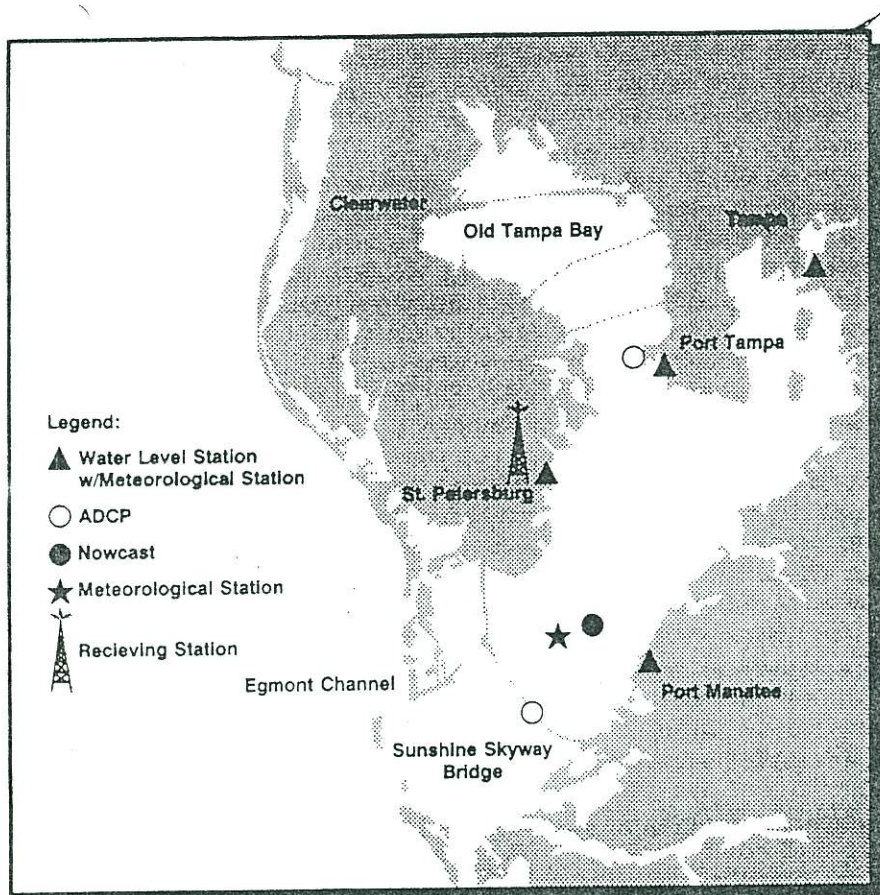 Clearwater
Old Tampa Bay
Tampa
Port Tampa
Legend:
Water Level Station
w/Meteorological Station
St. Petersburg
ADCP
Nowcast
Meteorological Station
Recieving Station
Egmont Channel
Port Manatee
Sunshine Skyway
Bridge